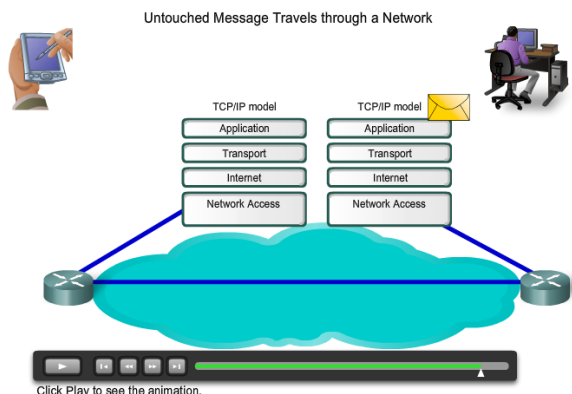 Untouched Message Travels through a Network
TCP/IP model
TCP/IP model
Application
Application
Transport
Transport
Internet
Internet
Network Access
Network Access
Click Play to see the animation.